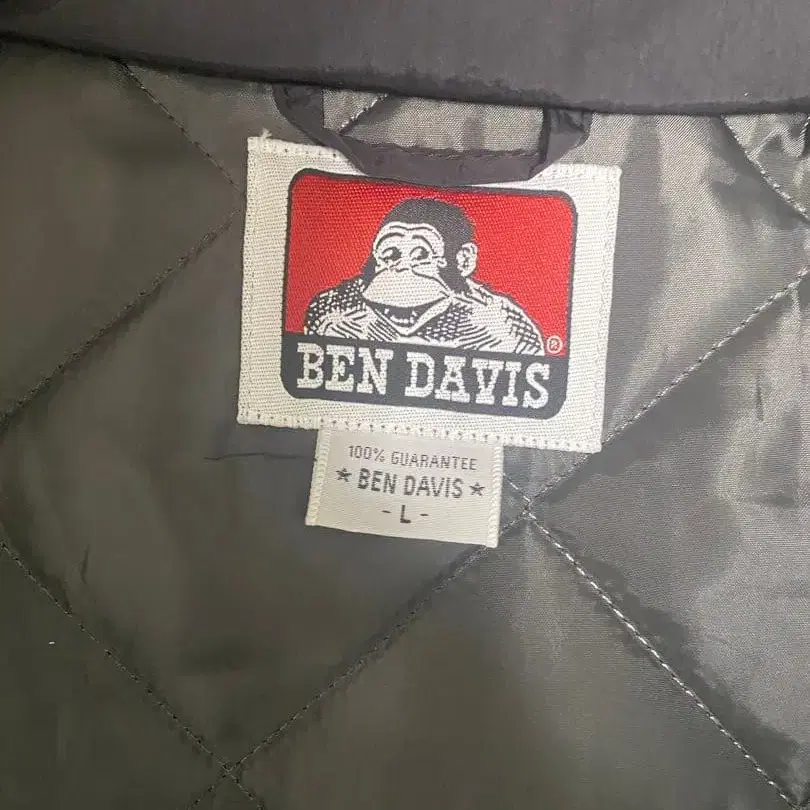 BEN DAVIS
100% GUARANTEE
★ BEN DAVIS ★
- L -